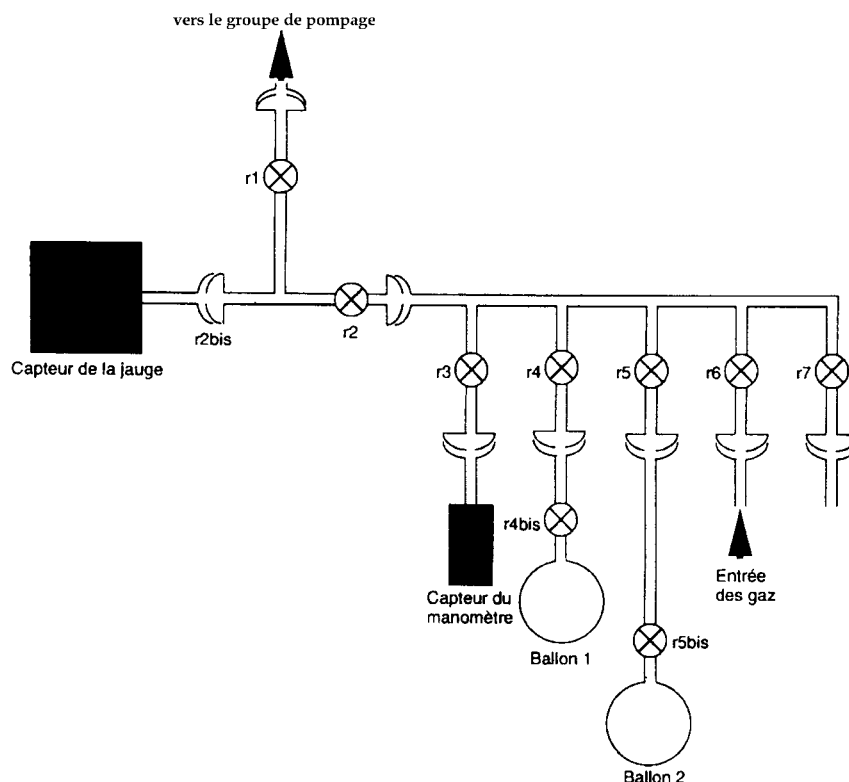 vers le groupe de pompage
r1
r2bis
r2
Capteur de la jauge
r3
r4
r5
r6
r7
r4bis
Capteur du
manomètre
Entrée
des gaz
Ballon 1
r5bis
Ballon 2